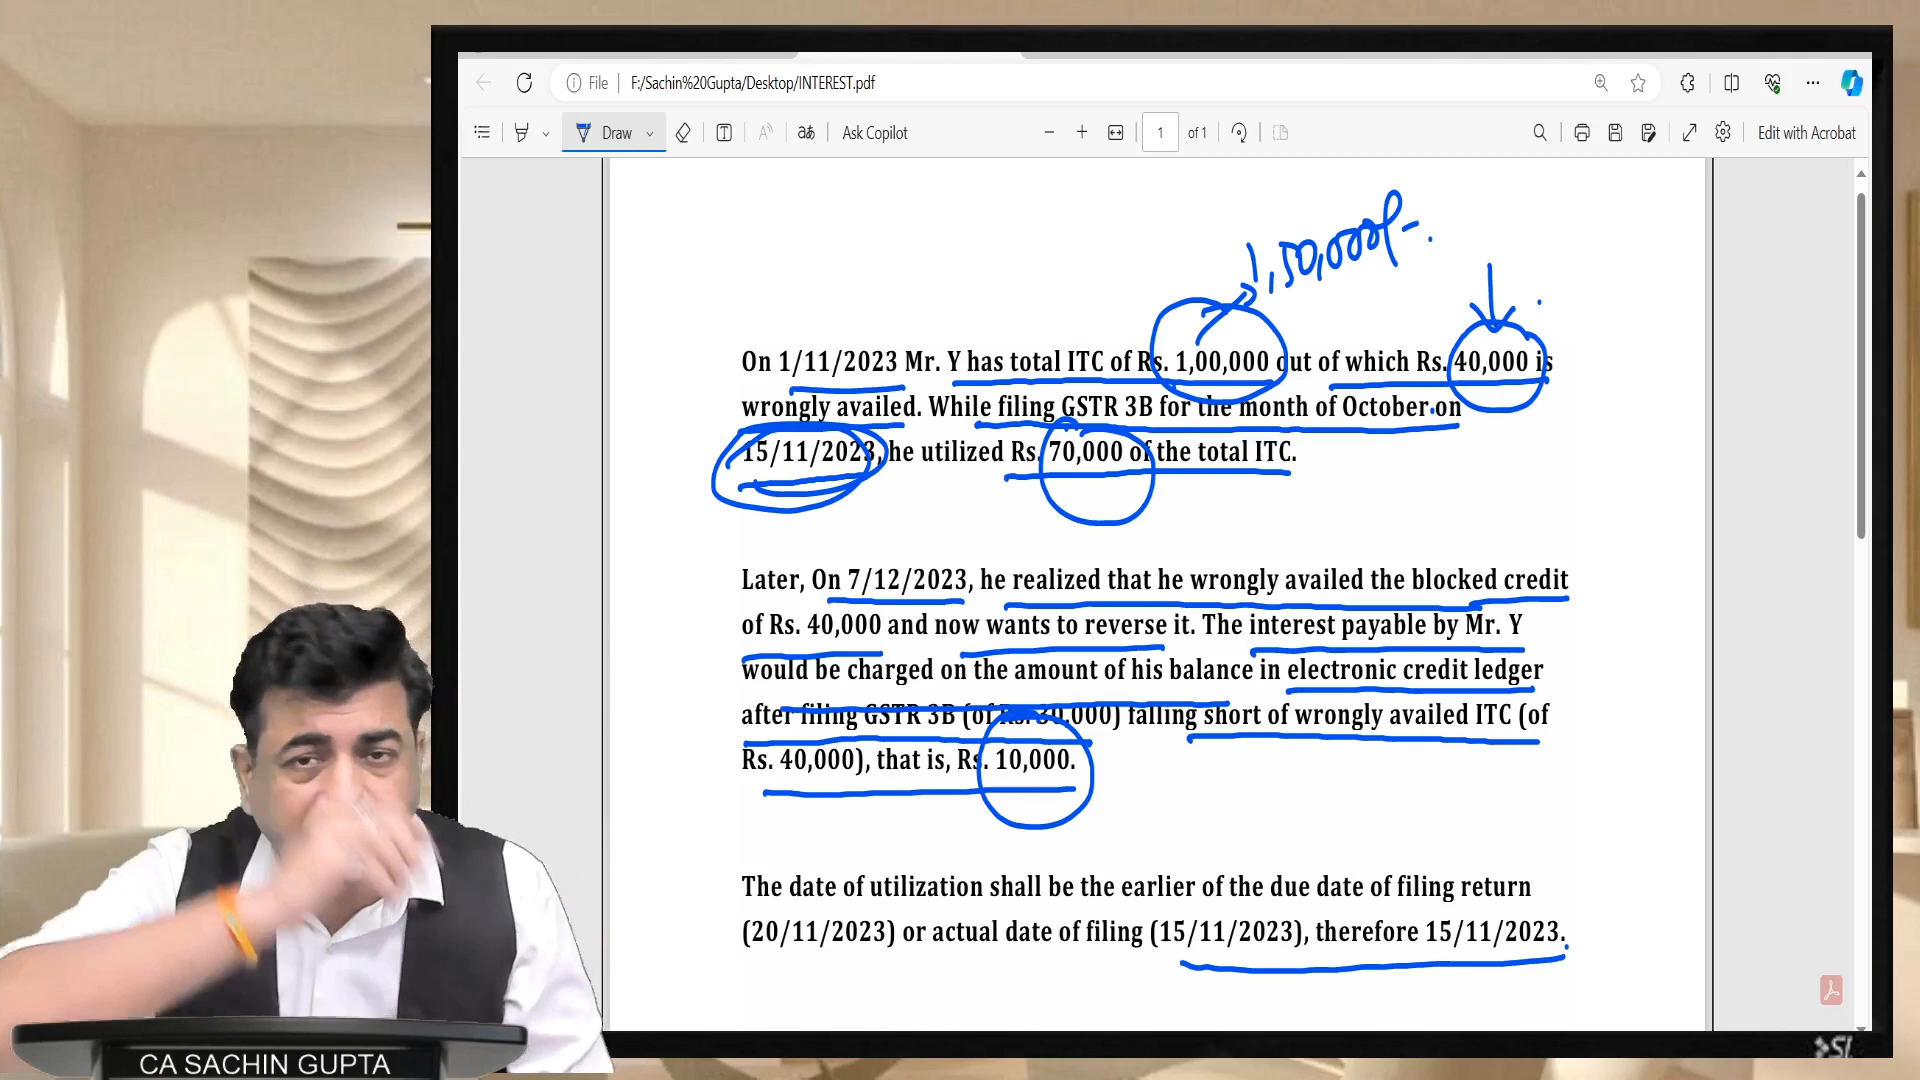 File F:/Sachin%20Gupta/Desktop/INTEREST.pdf
Draw Ask Copilot 1 of 1 Edit with Acrobat
1,50,000/-
On 1/11/2023 Mr. Y has total ITC of Rs. 1,00,000 out of which Rs. 40,000 is
wrongly availed. While filing GSTR 3B for the month of October on
15/11/2023, he utilized Rs. 70,000 of the total ITC.
Later, On 7/12/2023, he realized that he wrongly availed the blocked credit
of Rs. 40,000 and now wants to reverse it. The interest payable by Mr. Y
would be charged on the amount of his balance in electronic credit ledger
after filing GSTR 3B (of Rs. 30,000) falling short of wrongly availed ITC (of
Rs. 40,000), that is, Rs. 10,000.
The date of utilization shall be the earlier of the due date of filing return
(20/11/2023) or actual date of filing (15/11/2023), therefore 15/11/2023.
CA SACHIN GUPTA